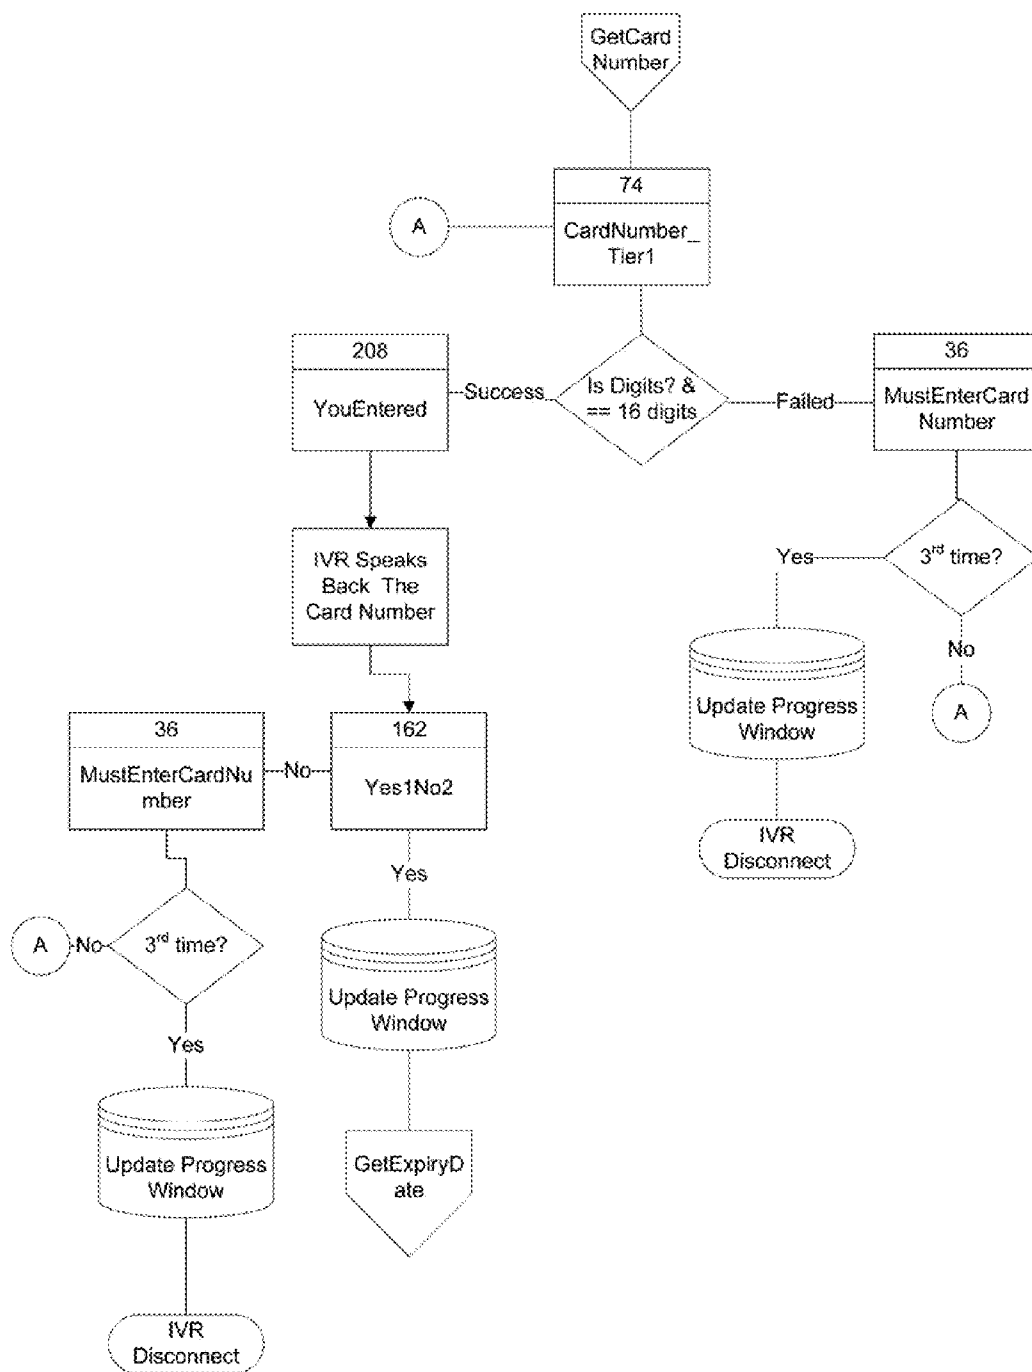 GetCard
Number
74
A
CardNumber_
Tier1
208
36
Is Digits? &
== 16 digits
Success
Failed
YouEntered
MustEnterCard
Number
IVR Speaks
Back The
Card Number
Yes
3rd time?
No
Update Progress
Window
A
36
162
MustEnterCardNu
mber
No
Yes1No2
IVR
Disconnect
Yes
A
No
3rd time?
Update Progress
Window
Yes
GetExpiryD
ate
Update Progress
Window
IVR
Disconnect